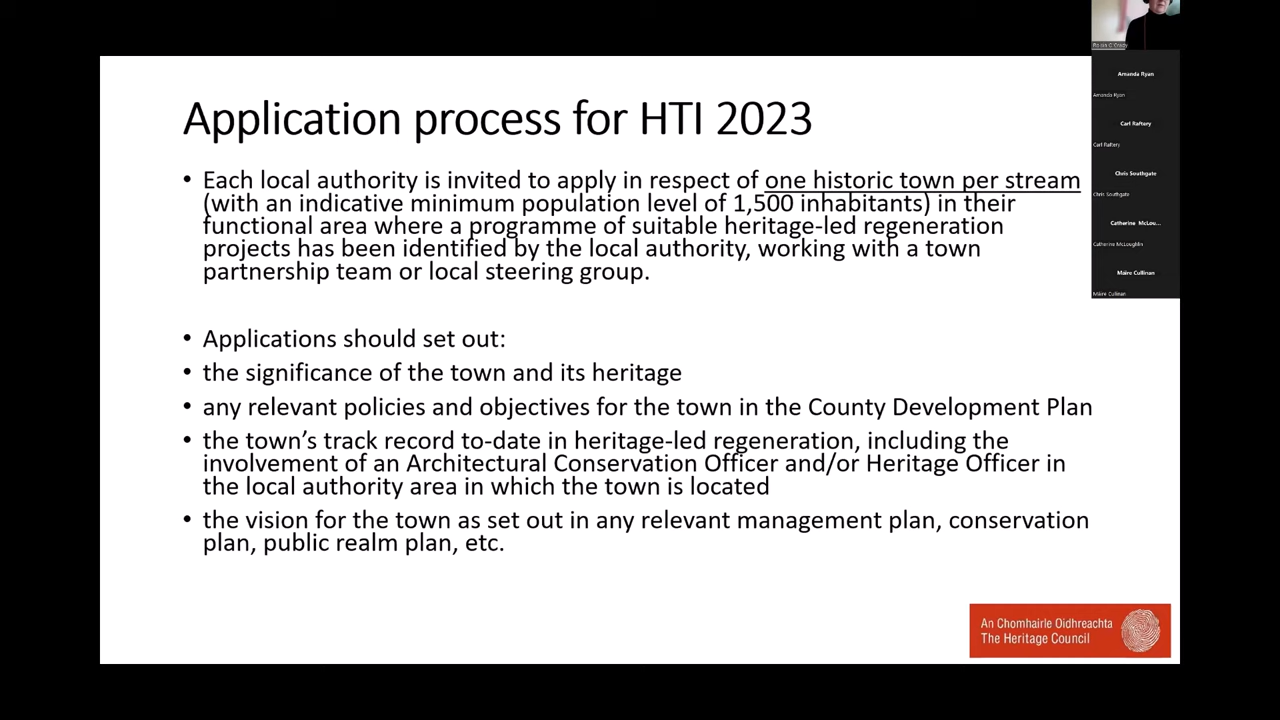 Application process for HTI 2023
• Each local authority is invited to apply in respect of one historic town per stream
(with an indicative minimum population level of 1,500 inhabitants) in their
functional area where a programme of suitable heritage-led regeneration
projects has been identified by the local authority, working with a town
partnership team or local steering group.
• Applications should set out:
• the significance of the town and its heritage
• any relevant policies and objectives for the town in the County Development Plan
• the town’s track record to-date in heritage-led regeneration, including the
involvement of an Architectural Conservation Officer and/or Heritage Officer in
the local authority area in which the town is located
• the vision for the town as set out in any relevant management plan, conservation
plan, public realm plan, etc.
An Chomhairle Oidhreachta
The Heritage Council
Amanda Ryan
Amanda Ryan
Carl Raftery
Carl Raftery
Chris Southgate
Chris Southgate
Catherine McLou...
Catherine McLoughlin
Máire Cullinan
Máire Cullinan